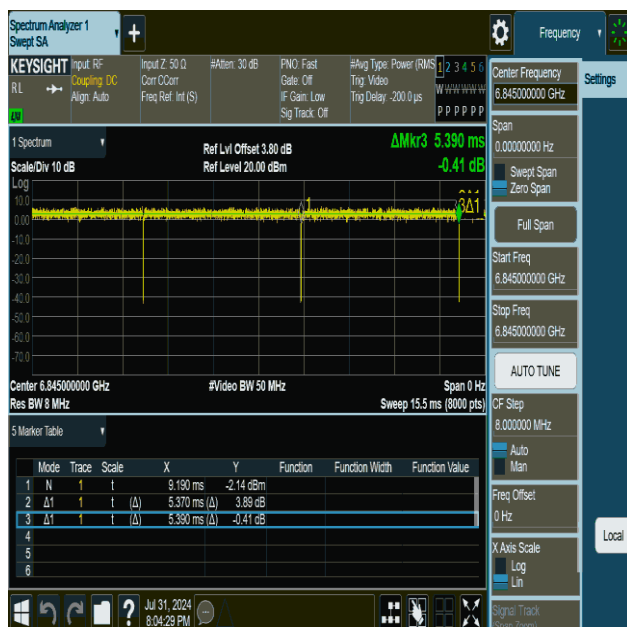 Spectrum Analyzer 1
Swept SA
Frequency
KEYSIGHT
RL
Input: RF
Coupling: DC
Align: Auto
Input Z: 50 Ω
Corr CCorr
Freq Ref: Int (S)
#Atten: 30 dB
PNO: Fast
Gate: Off
IF Gain: Low
Sig Track: Off
#Avg Type: Power (RMS
Trig: Video
Trig Delay: -200.0 µs
1 2 3 4 5 6
W W W W W W
P P P P P P
1 Spectrum
Scale/Div 10 dB
Ref Lvl Offset 3.80 dB
Ref Level 20.00 dBm
ΔMkr3 5.390 ms
-0.41 dB
Log
10.0
0.00
-10.0
-20.0
-30.0
-40.0
-50.0
-60.0
-70.0
1
3Δ1
Center 6.845000000 GHz
Res BW 8 MHz
#Video BW 50 MHz
Span 0 Hz
Sweep 15.5 ms (8000 pts)
5 Marker Table
Mode Trace Scale X Y Function Function Width Function Value
1 N 1 t 9.190 ms -2.14 dBm
2 Δ1 1 t (Δ) 5.370 ms (Δ) 3.89 dB
3 Δ1 1 t (Δ) 5.390 ms (Δ) -0.41 dB
4
5
6
Jul 31, 2024
8:04:29 PM
Center Frequency
6.845000000 GHz
Settings
Span
0.00000000 Hz
Swept Span
Zero Span
Full Span
Start Freq
6.845000000 GHz
Stop Freq
6.845000000 GHz
AUTO TUNE
CF Step
8.000000 MHz
Auto
Man
Freq Offset
0 Hz
X Axis Scale
Log
Lin
Local
Signal Track
(Span Zoom)